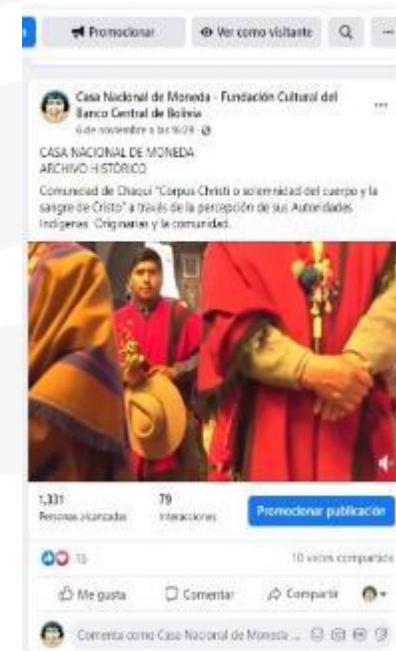 Promocionar
Ver como visitante
Casa Nacional de Moneda - Fundación Cultural del
Banco Central de Bolivia
6 de noviembre a las 16:29
CASA NACIONAL DE MONEDA
ARCHIVO HISTÓRICO
Comunidad de Chaqui "Corpus Christi o solemnidad del cuerpo y la
sangre de Cristo" a través de la percepción de sus Autoridades
Indígenas Originarias y la comunidad.
1,331
Personas alcanzadas
79
Interacciones
Promocionar publicación
10 veces compartida
Me gusta
Comentar
Compartir
Comenta como Casa Nacional de Moneda ...